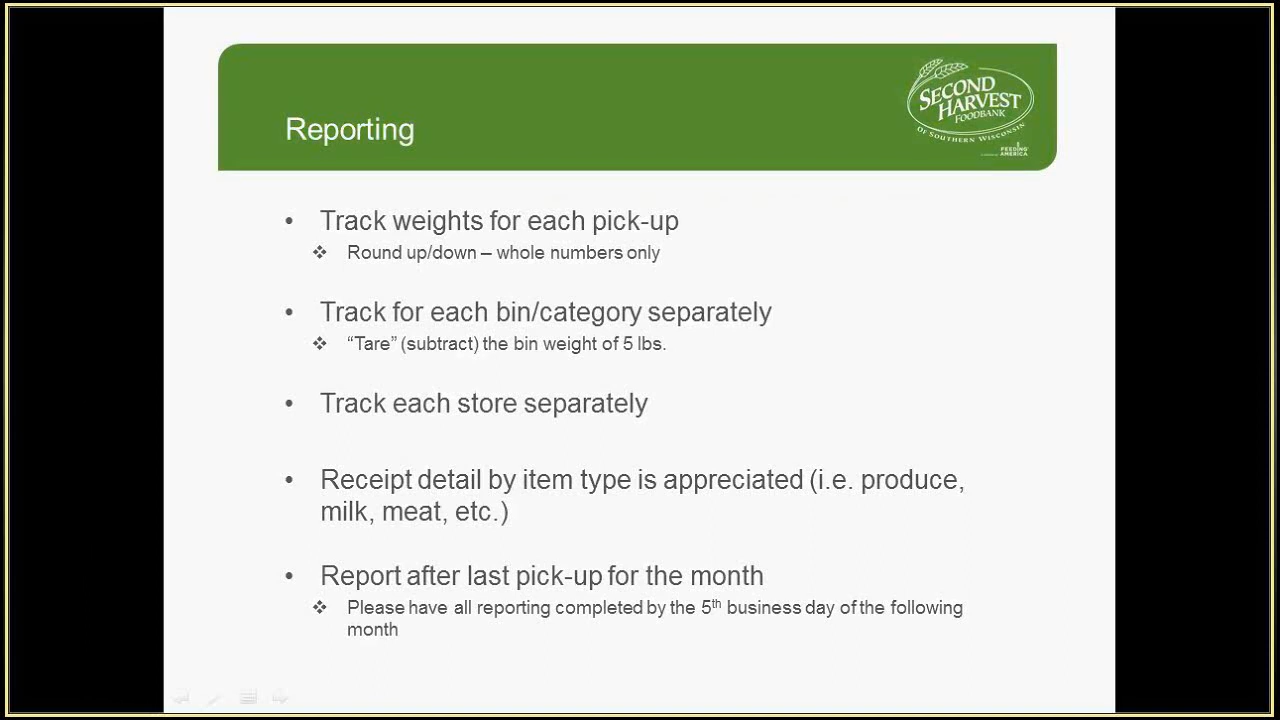 SECOND
HARVEST
FOODBANK
OF SOUTHERN WISCONSIN
FEEDING
AMERICA
Reporting
• Track weights for each pick-up
❖ Round up/down – whole numbers only
• Track for each bin/category separately
❖ “Tare” (subtract) the bin weight of 5 lbs.
• Track each store separately
• Receipt detail by item type is appreciated (i.e. produce,
milk, meat, etc.)
• Report after last pick-up for the month
❖ Please have all reporting completed by the 5th business day of the following
month